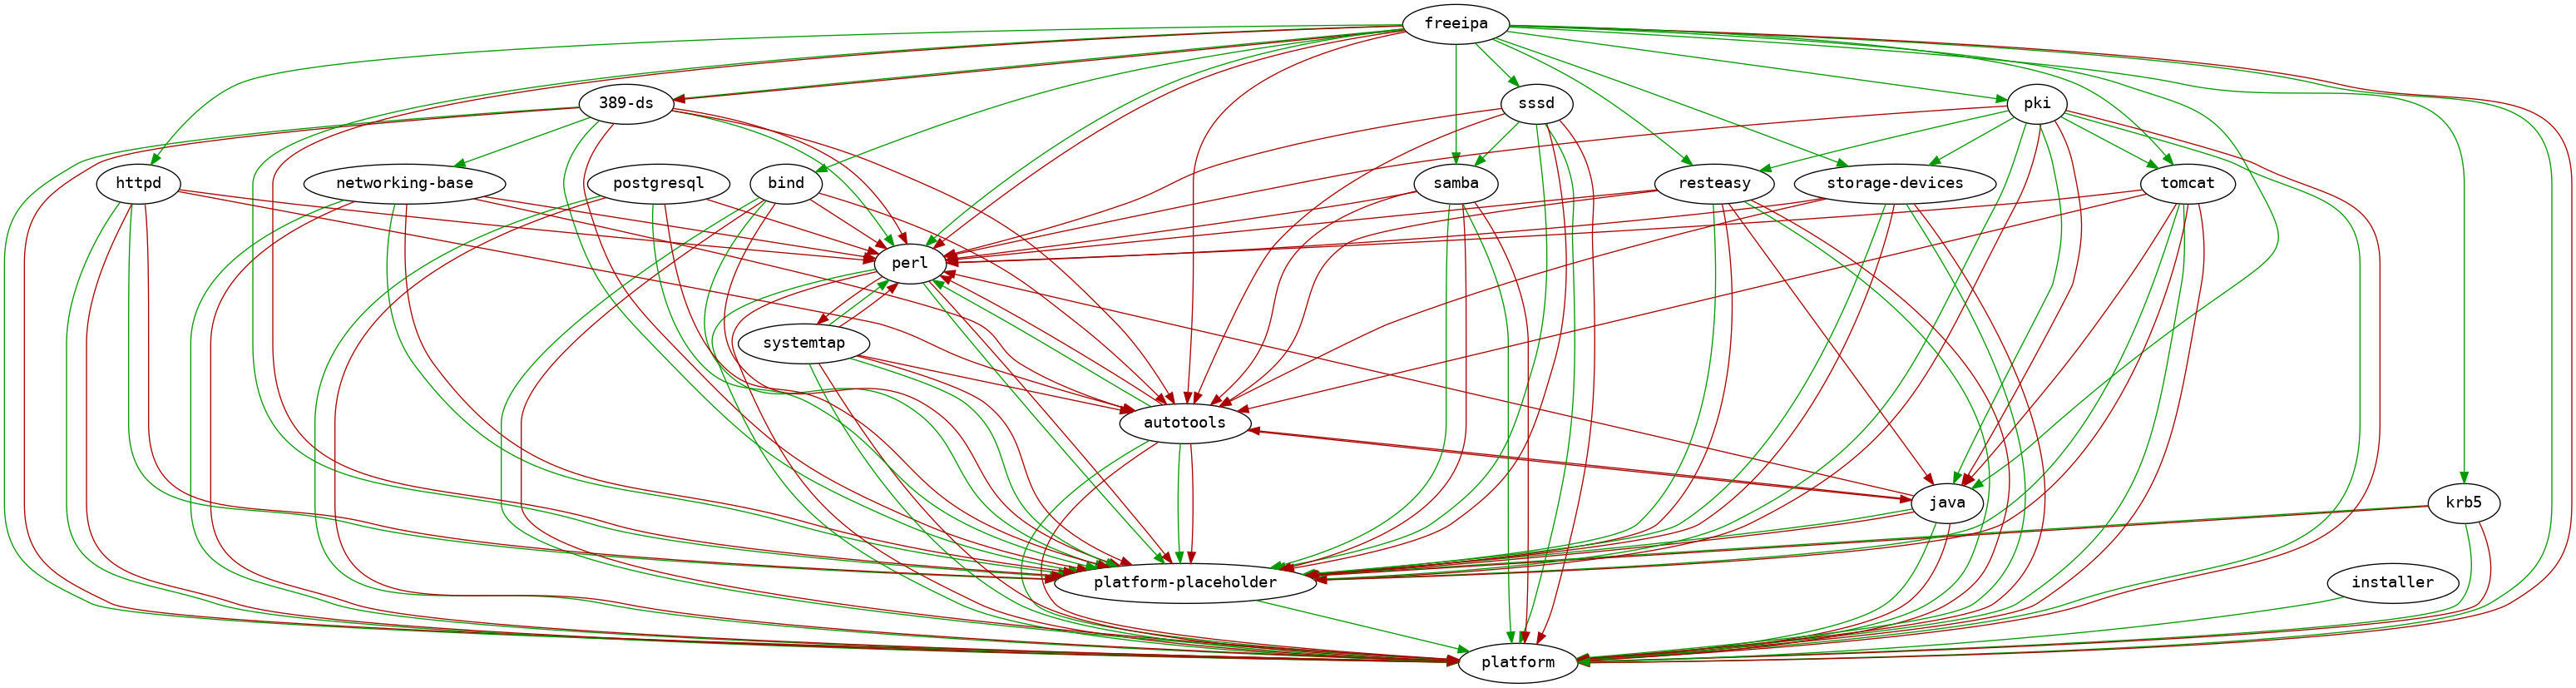 freeipa
389-ds
sssd
pki
httpd
networking-base
postgresql
bind
samba
resteasy
storage-devices
tomcat
perl
systemtap
autotools
java
krb5
platform-placeholder
installer
platform